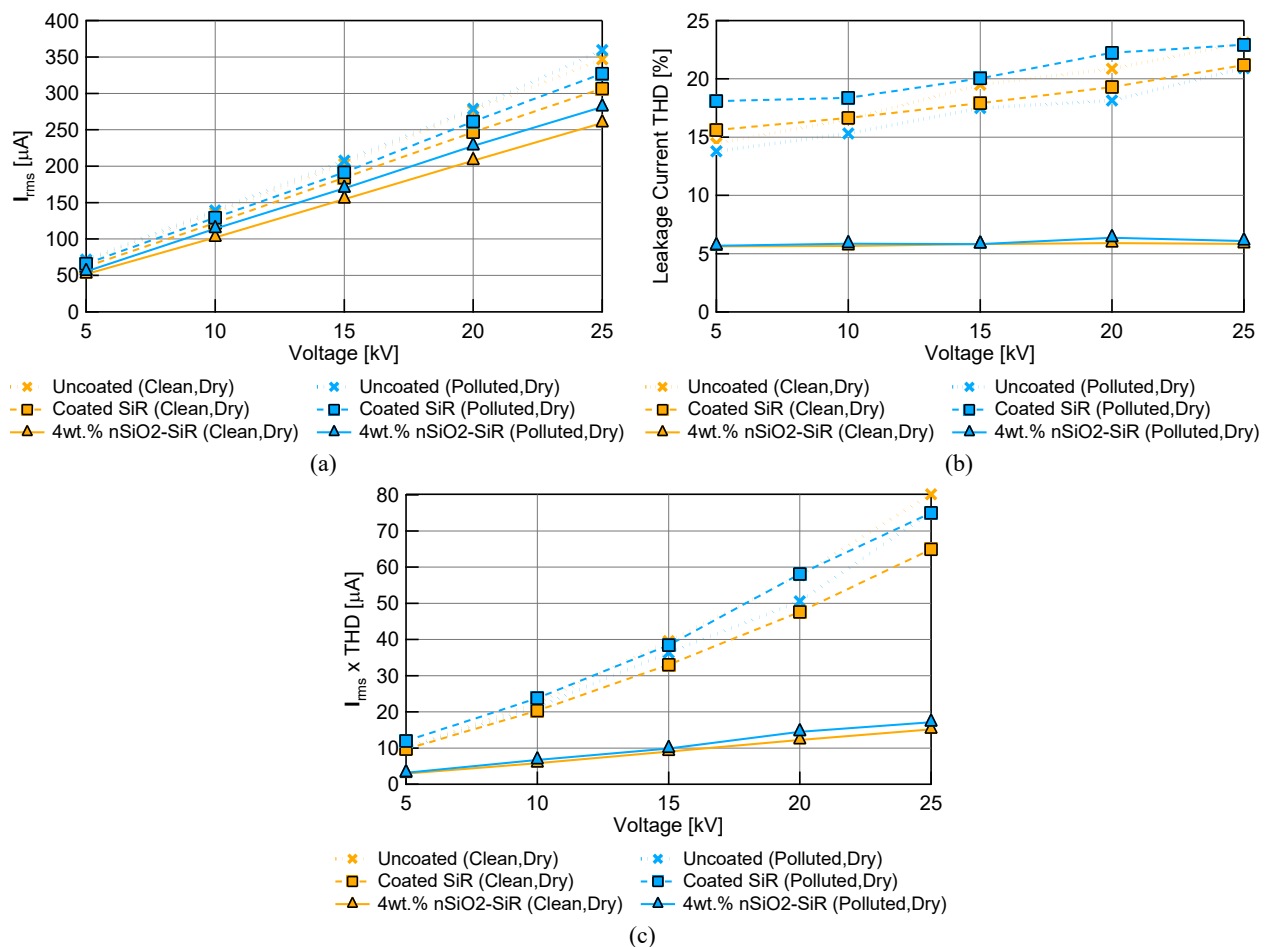 400
350
300
250
200
150
100
50
0
I rms [μA]
5 10 15 20 25
Voltage [kV]
Uncoated (Clean,Dry) Uncoated (Polluted,Dry)
Coated SiR (Clean,Dry) Coated SiR (Polluted,Dry)
4wt.% nSiO2-SiR (Clean,Dry) 4wt.% nSiO2-SiR (Polluted,Dry)
(a)
25
20
15
10
5
0
Leakage Current THD [%]
5 10 15 20 25
Voltage [kV]
Uncoated (Clean,Dry) Uncoated (Polluted,Dry)
Coated SiR (Clean,Dry) Coated SiR (Polluted,Dry)
4wt.% nSiO2-SiR (Clean,Dry) 4wt.% nSiO2-SiR (Polluted,Dry)
(b)
80
70
60
50
40
30
20
10
0
I rms x THD [μA]
5 10 15 20 25
Voltage [kV]
Uncoated (Clean,Dry) Uncoated (Polluted,Dry)
Coated SiR (Clean,Dry) Coated SiR (Polluted,Dry)
4wt.% nSiO2-SiR (Clean,Dry) 4wt.% nSiO2-SiR (Polluted,Dry)
(c)